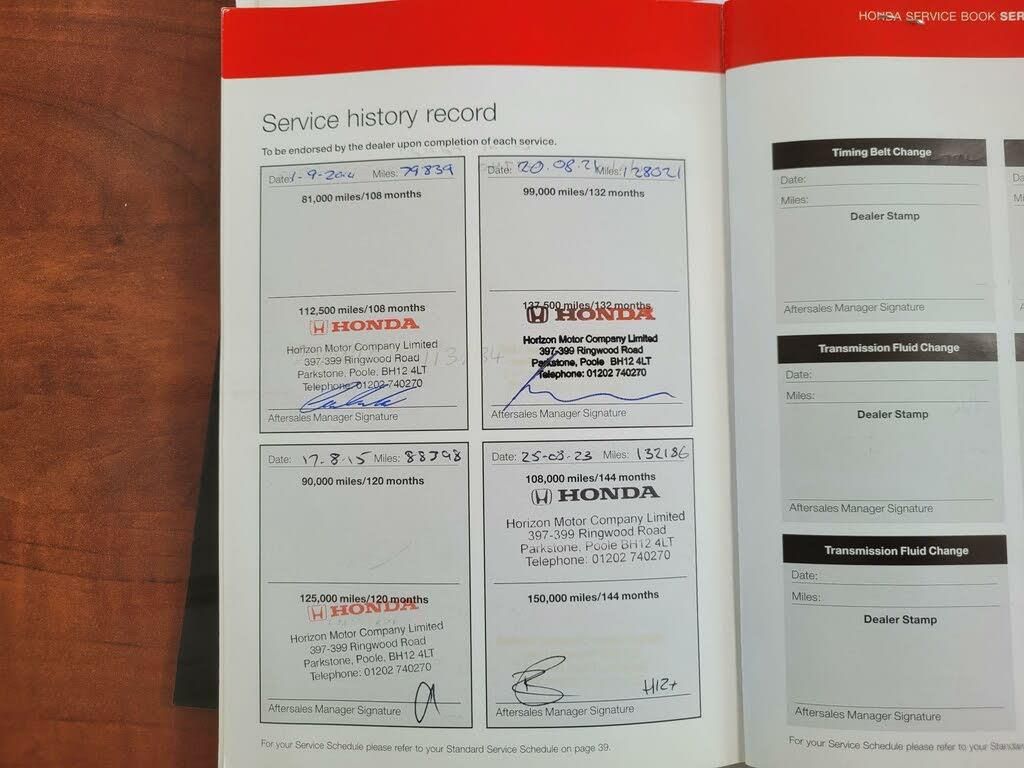 HONDA SERVICE BOOK SER
Service history record
To be endorsed by the dealer upon completion of each service.
Date: 1-9-2014 Miles: 79839
81,000 miles/108 months
112,500 miles/108 months
HONDA
Horizon Motor Company Limited
397-399 Ringwood Road
Parkstone, Poole. BH12 4LT
Telephone: 01202 740270
Aftersales Manager Signature
Date: 20.08.21 Miles: 128021
99,000 miles/132 months
137,500 miles/132 months
HONDA
Horizon Motor Company Limited
397-399 Ringwood Road
Parkstone, Poole BH12 4LT
Telephone: 01202 740270
Aftersales Manager Signature
Date: 17-8-15 Miles: 88398
90,000 miles/120 months
125,000 miles/120 months
HONDA
Horizon Motor Company Limited
397-399 Ringwood Road
Parkstone, Poole. BH12 4LT
Telephone: 01202 740270
Aftersales Manager Signature
Date: 25-03-23 Miles: 132186
108,000 miles/144 months
HONDA
Horizon Motor Company Limited
397-399 Ringwood Road
Parkstone, Poole BH12 4LT
Telephone: 01202 740270
150,000 miles/144 months
Aftersales Manager Signature
For your Service Schedule please refer to your Standard Service Schedule on page 39.
Timing Belt Change
Date:
Miles:
Dealer Stamp
Aftersales Manager Signature
Transmission Fluid Change
Date:
Miles:
Dealer Stamp
Aftersales Manager Signature
Transmission Fluid Change
Date:
Miles:
Dealer Stamp
Aftersales Manager Signature
For your Service Schedule please refer to your Standar